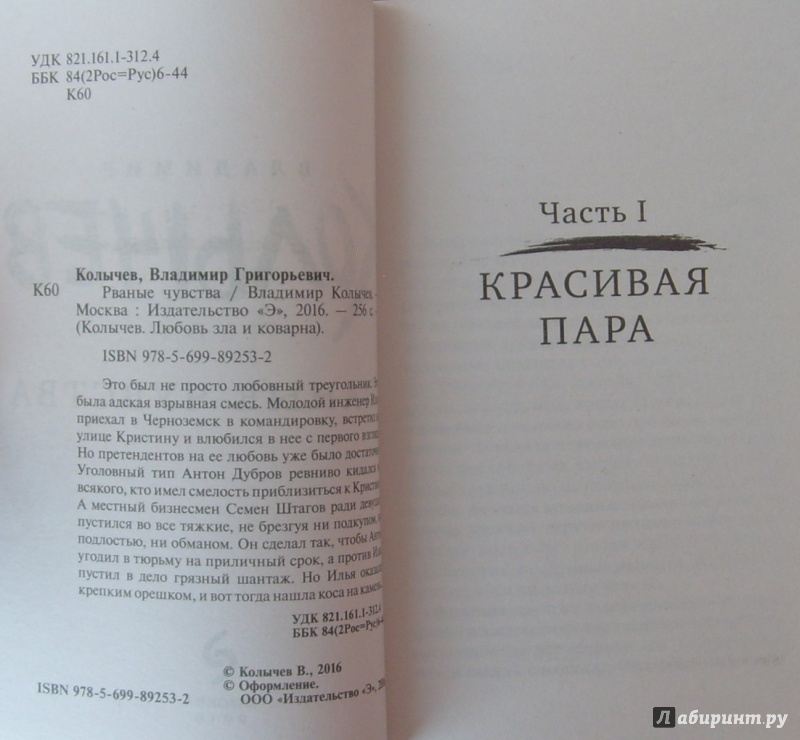 УДК 821.161.1-312.4
ББК 84(2Рос=Рус)6-44
К60
Колычев, Владимир Григорьевич.
К60 Рваные чувства / Владимир Колычев. –
Москва : Издательство «Э», 2016. — 256 с.
(Колычев. Любовь зла и коварна).
ISBN 978-5-699-89253-2
Это был не просто любовный треугольник.
была адская взрывная смесь. Молодой инженер
приехал в Черноземск в командировку,
улице Кристину и влюбился в нее с первого
Но претендентов на ее любовь уже было
Уголовный тип Антон Дубров ревниво кидался
всякого, кто имел смелость приблизиться к
А местный бизнесмен Семен Штагов ради
пустился во все тяжкие, не брезгуя ни подкупом,
подлостью, ни обманом. Он сделал так, чтобы
угодил в тюрьму на приличный срок, а против
пустил в дело грязный шантаж. Но Илья
крепким орешком, и вот тогда нашла коса на
УДК 821.161.1-312.4
ББК 84(2Рос=Рус)6-44
© Колычев В., 2016
© Оформление.
ISBN 978-5-699-89253-2 ООО «Издательство «Э»,
Часть I
КРАСИВАЯ
ПАРА
Лабиринт.ру